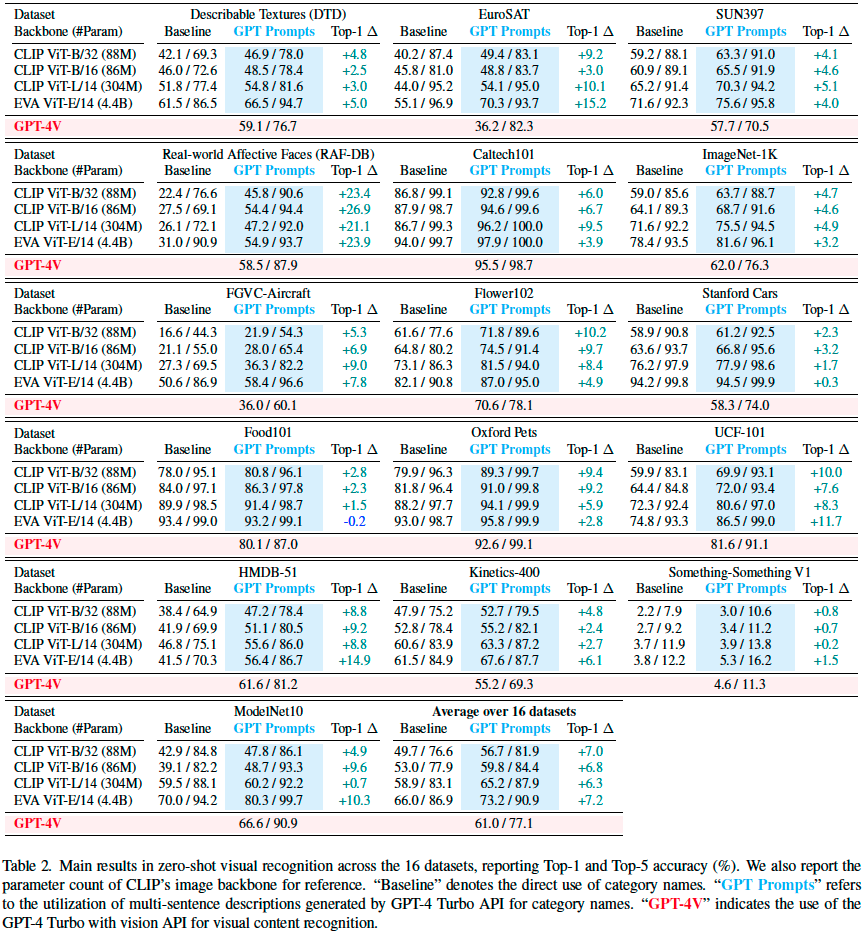 Dataset Describable Textures (DTD) EuroSAT SUN397
Backbone (#Param) Baseline GPT Prompts Top-1 Δ Baseline GPT Prompts Top-1 Δ Baseline GPT Prompts Top-1 Δ
CLIP ViT-B/32 (88M) 42.1 / 69.3 46.9 / 78.0 +4.8 40.2 / 87.4 49.4 / 83.1 +9.2 59.2 / 88.1 63.3 / 91.0 +4.1
CLIP ViT-B/16 (86M) 46.0 / 72.6 48.5 / 78.4 +2.5 45.8 / 81.0 48.8 / 83.7 +3.0 60.9 / 89.1 65.5 / 91.9 +4.6
CLIP ViT-L/14 (304M) 51.8 / 77.4 54.8 / 81.6 +3.0 44.0 / 95.2 54.1 / 95.0 +10.1 65.2 / 91.4 70.3 / 94.2 +5.1
EVA ViT-E/14 (4.4B) 61.5 / 86.5 66.5 / 94.7 +5.0 55.1 / 96.9 70.3 / 93.7 +15.2 71.6 / 92.3 75.6 / 95.8 +4.0
GPT-4V 59.1 / 76.7 36.2 / 82.3 57.7 / 70.5
Dataset Real-world Affective Faces (RAF-DB) Caltech101 ImageNet-1K
Backbone (#Param) Baseline GPT Prompts Top-1 Δ Baseline GPT Prompts Top-1 Δ Baseline GPT Prompts Top-1 Δ
CLIP ViT-B/32 (88M) 22.4 / 76.6 45.8 / 90.6 +23.4 86.8 / 99.1 92.8 / 99.6 +6.0 59.0 / 85.6 63.7 / 88.7 +4.7
CLIP ViT-B/16 (86M) 27.5 / 69.1 54.4 / 94.4 +26.9 87.9 / 98.7 94.6 / 99.6 +6.7 64.1 / 89.3 68.7 / 91.6 +4.6
CLIP ViT-L/14 (304M) 26.1 / 72.1 47.2 / 92.0 +21.1 86.7 / 99.3 96.2 / 100.0 +9.5 71.6 / 92.2 75.5 / 94.5 +4.9
EVA ViT-E/14 (4.4B) 31.0 / 90.9 54.9 / 93.7 +23.9 94.0 / 99.7 97.9 / 100.0 +3.9 78.4 / 93.5 81.6 / 96.1 +3.2
GPT-4V 58.5 / 87.9 95.5 / 98.7 62.0 / 76.3
Dataset FGVC-Aircraft Flower102 Stanford Cars
Backbone (#Param) Baseline GPT Prompts Top-1 Δ Baseline GPT Prompts Top-1 Δ Baseline GPT Prompts Top-1 Δ
CLIP ViT-B/32 (88M) 16.6 / 44.3 21.9 / 54.3 +5.3 61.6 / 77.6 71.8 / 89.6 +10.2 58.9 / 90.8 61.2 / 92.5 +2.3
CLIP ViT-B/16 (86M) 21.1 / 55.0 28.0 / 65.4 +6.9 64.8 / 80.2 74.5 / 91.4 +9.7 63.6 / 93.7 66.8 / 95.6 +3.2
CLIP ViT-L/14 (304M) 27.3 / 69.5 36.3 / 82.2 +9.0 73.1 / 86.3 81.5 / 94.0 +8.4 76.2 / 97.9 77.9 / 98.6 +1.7
EVA ViT-E/14 (4.4B) 50.6 / 86.9 58.4 / 96.6 +7.8 82.1 / 90.8 87.0 / 95.0 +4.9 94.2 / 99.8 94.5 / 99.9 +0.3
GPT-4V 36.0 / 60.1 70.6 / 78.1 58.3 / 74.0
Dataset Food101 Oxford Pets UCF-101
Backbone (#Param) Baseline GPT Prompts Top-1 Δ Baseline GPT Prompts Top-1 Δ Baseline GPT Prompts Top-1 Δ
CLIP ViT-B/32 (88M) 78.0 / 95.1 80.8 / 96.1 +2.8 79.9 / 96.3 89.3 / 99.7 +9.4 59.9 / 83.1 69.9 / 93.1 +10.0
CLIP ViT-B/16 (86M) 84.0 / 97.1 86.3 / 97.8 +2.3 81.8 / 96.4 91.0 / 99.8 +9.2 64.4 / 84.8 72.0 / 93.4 +7.6
CLIP ViT-L/14 (304M) 89.9 / 98.5 91.4 / 98.7 +1.5 88.2 / 97.7 94.1 / 99.9 +5.9 72.3 / 92.4 80.6 / 97.0 +8.3
EVA ViT-E/14 (4.4B) 93.4 / 99.0 93.2 / 99.1 -0.2 93.0 / 98.7 95.8 / 99.9 +2.8 74.8 / 93.3 86.5 / 99.0 +11.7
GPT-4V 80.1 / 87.0 92.6 / 99.1 81.6 / 91.1
Dataset HMDB-51 Kinetics-400 Something-Something V1
Backbone (#Param) Baseline GPT Prompts Top-1 Δ Baseline GPT Prompts Top-1 Δ Baseline GPT Prompts Top-1 Δ
CLIP ViT-B/32 (88M) 38.4 / 64.9 47.2 / 78.4 +8.8 47.9 / 75.2 52.7 / 79.5 +4.8 2.2 / 7.9 3.0 / 10.6 +0.8
CLIP ViT-B/16 (86M) 41.9 / 69.9 51.1 / 80.5 +9.2 52.8 / 78.4 55.2 / 82.1 +2.4 2.7 / 9.2 3.4 / 11.2 +0.7
CLIP ViT-L/14 (304M) 46.8 / 75.1 55.6 / 86.0 +8.8 60.6 / 83.9 63.3 / 87.2 +2.7 3.7 / 11.9 3.9 / 13.8 +0.2
EVA ViT-E/14 (4.4B) 41.5 / 70.3 56.4 / 86.7 +14.9 61.5 / 84.9 67.6 / 87.7 +6.1 3.8 / 12.2 5.3 / 16.2 +1.5
GPT-4V 61.6 / 81.2 55.2 / 69.3 4.6 / 11.3
Dataset ModelNet10 Average over 16 datasets
Backbone (#Param) Baseline GPT Prompts Top-1 Δ Baseline GPT Prompts Top-1 Δ
CLIP ViT-B/32 (88M) 42.9 / 84.8 47.8 / 86.1 +4.9 49.7 / 76.6 56.7 / 81.9 +7.0
CLIP ViT-B/16 (86M) 39.1 / 82.2 48.7 / 93.3 +9.6 53.0 / 77.9 59.8 / 84.4 +6.8
CLIP ViT-L/14 (304M) 59.5 / 88.1 60.2 / 92.2 +0.7 58.9 / 83.1 65.2 / 87.9 +6.3
EVA ViT-E/14 (4.4B) 70.0 / 94.2 80.3 / 99.7 +10.3 66.0 / 86.9 73.2 / 90.9 +7.2
GPT-4V 66.6 / 90.9 61.0 / 77.1
Table 2. Main results in zero-shot visual recognition across the 16 datasets, reporting Top-1 and Top-5 accuracy (%). We also report the
parameter count of CLIP's image backbone for reference. “Baseline” denotes the direct use of category names. “GPT Prompts” refers
to the utilization of multi-sentence descriptions generated by GPT-4 Turbo API for category names. “GPT-4V” indicates the use of the
GPT-4 Turbo with vision API for visual content recognition.